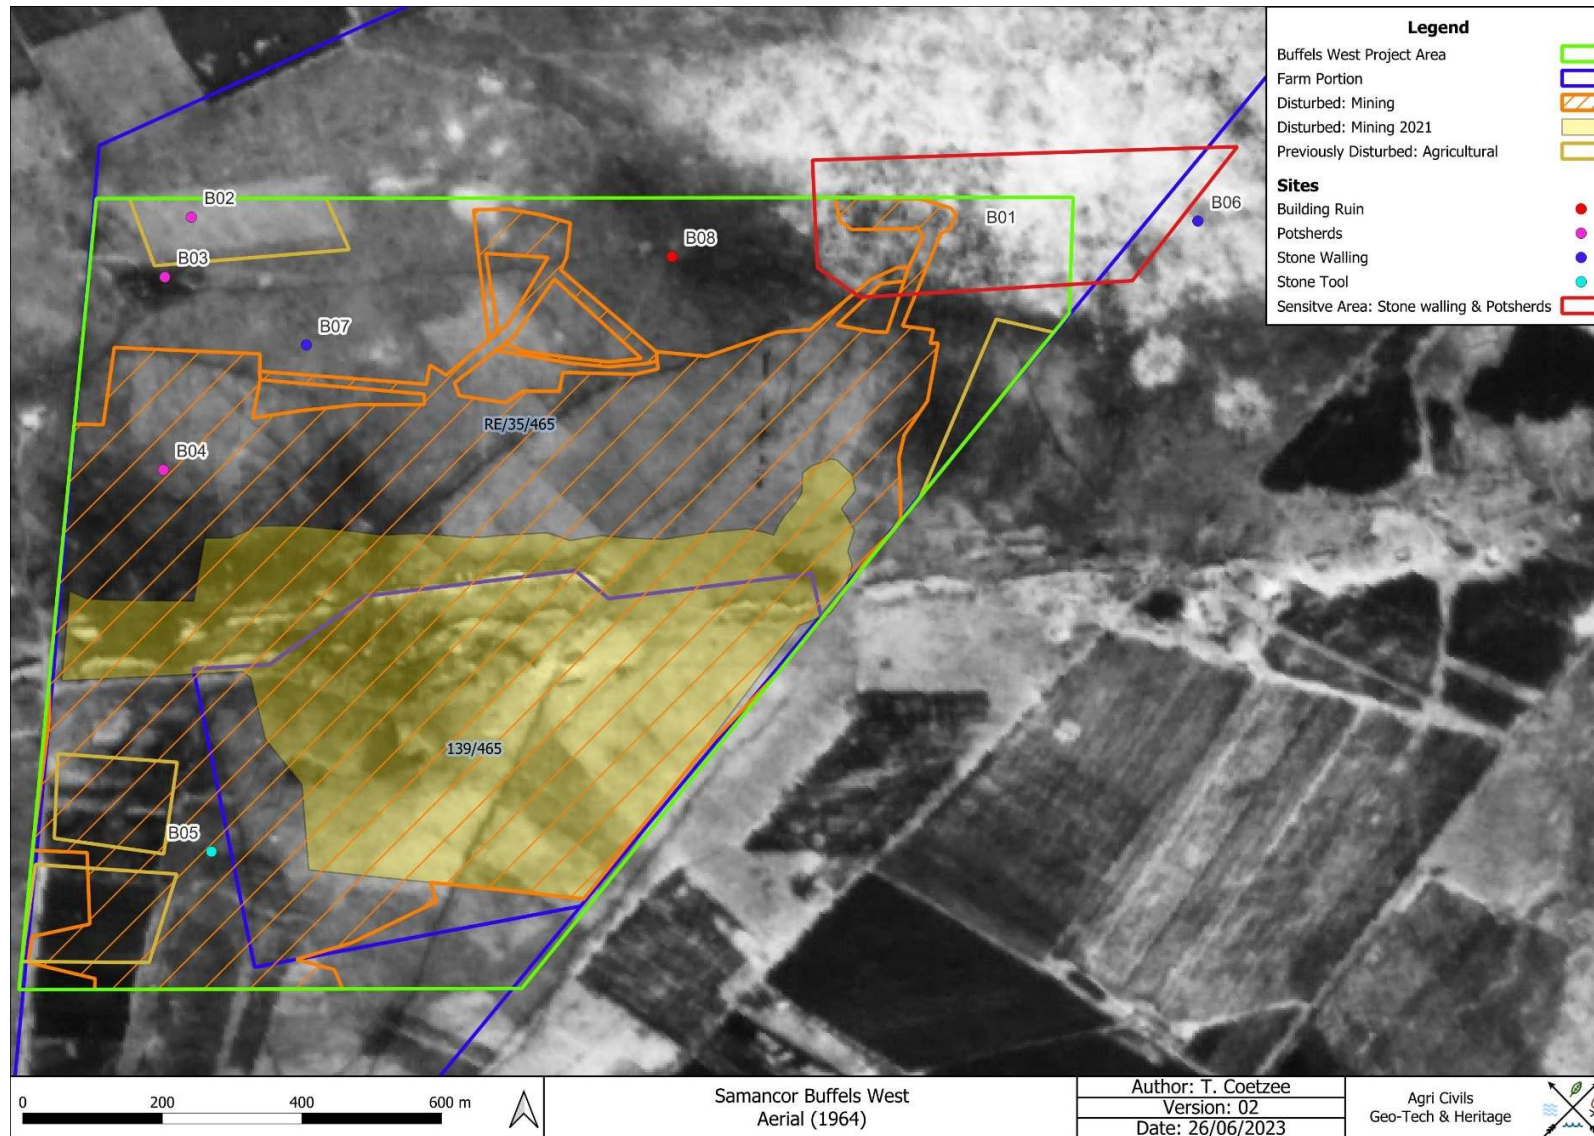 Legend
Buffels West Project Area
Farm Portion
Disturbed: Mining
Disturbed: Mining 2021
Previously Disturbed: Agricultural
Sites
Building Ruin
Potsherds
Stone Walling
Stone Tool
Sensitve Area: Stone walling & Potsherds
B02
B03
B08
B01
B06
B07
RE/35/465
B04
139/465
B05
0 200 400 600 m
Samancor Buffels West
Aerial (1964)
Author: T. Coetzee
Version: 02
Date: 26/06/2023
Agri Civils
Geo-Tech & Heritage